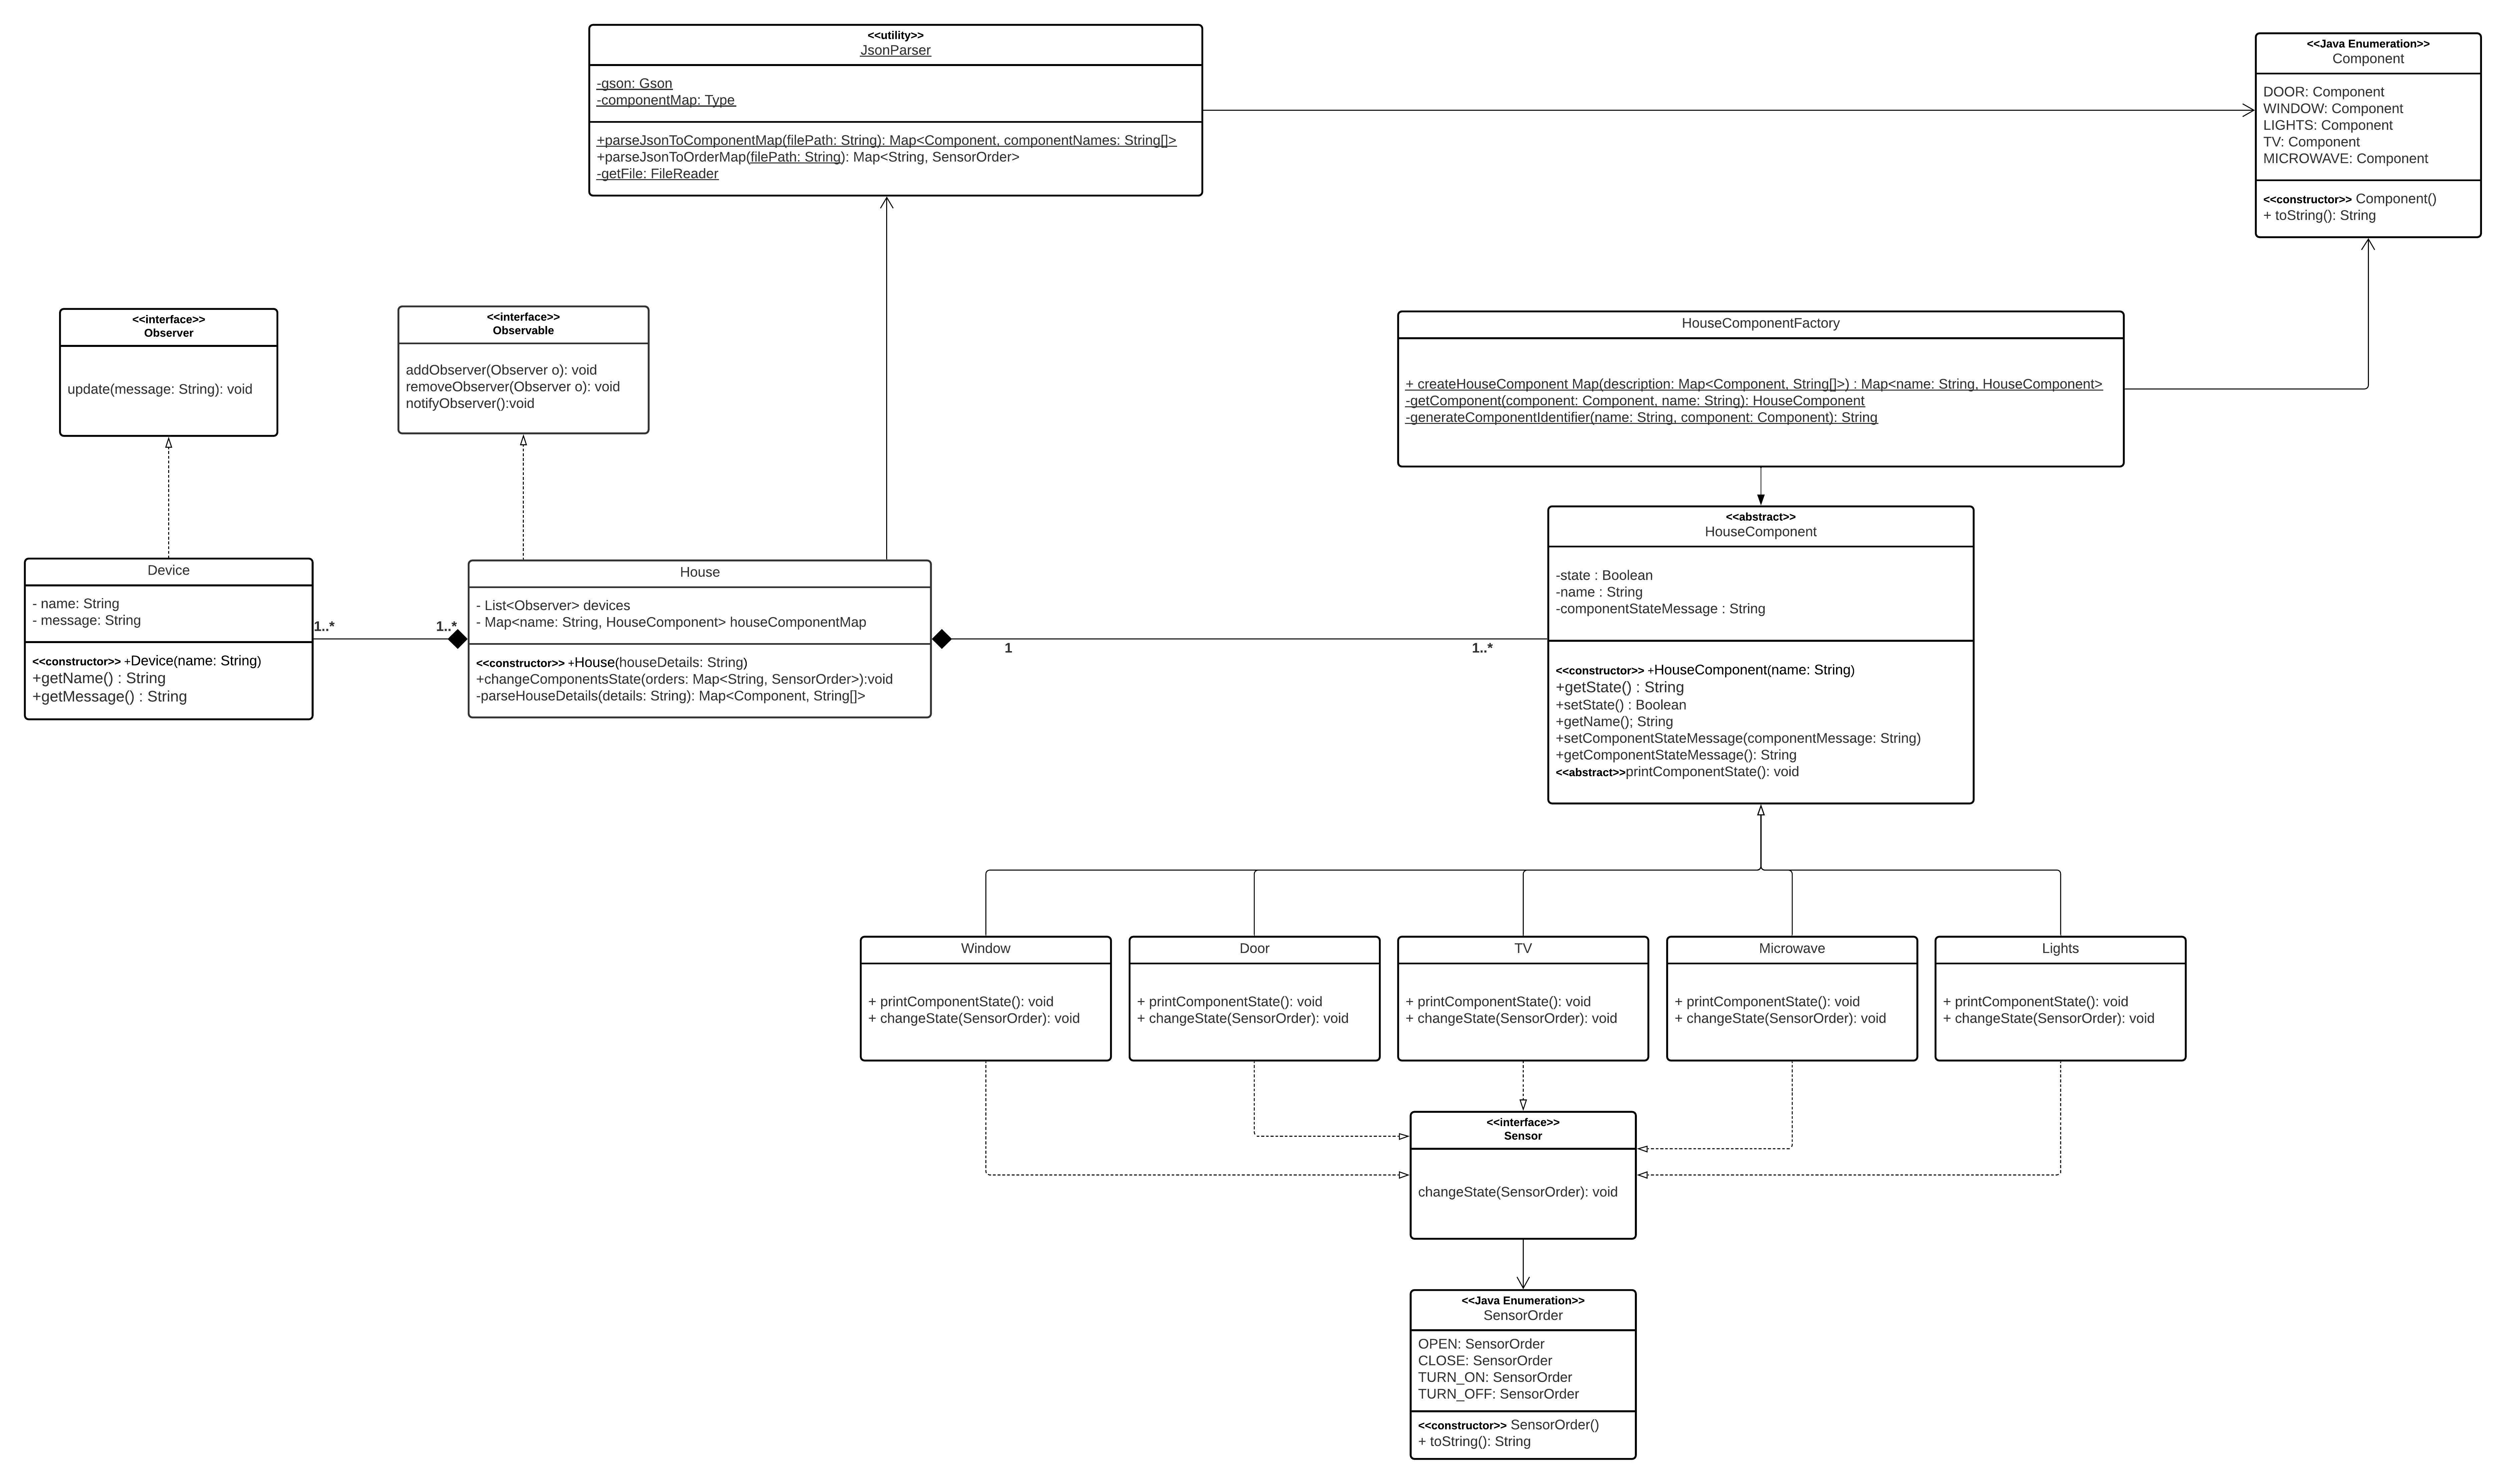 <<utility>>
JsonParser
-gson: Gson
-componentMap: Type
+parseJsonToComponentMap(filePath: String): Map<Component, componentNames: String[]>
+parseJsonToOrderMap(filePath: String): Map<String, SensorOrder>
-getFile: FileReader
<<Java Enumeration>>
Component
DOOR: Component
WINDOW: Component
LIGHTS: Component
TV: Component
MICROWAVE: Component
<<constructor>> Component()
+ toString(): String
<<interface>>
Observer
update(message: String): void
<<interface>>
Observable
addObserver(Observer o): void
removeObserver(Observer o): void
notifyObserver():void
HouseComponentFactory
+ createHouseComponent Map(description: Map<Component, String[]>) : Map<name: String, HouseComponent>
-getComponent(component: Component, name: String): HouseComponent
-generateComponentIdentifier(name: String, component: Component): String
Device
- name: String
- message: String
<<constructor>> +Device(name: String)
+getName() : String
+getMessage() : String
1..*
1..*
House
- List<Observer> devices
- Map<name: String, HouseComponent> houseComponentMap
<<constructor>> +House(houseDetails: String)
+changeComponentsState(orders: Map<String, SensorOrder>):void
-parseHouseDetails(details: String): Map<Component, String[]>
1
1..*
<<abstract>>
HouseComponent
-state : Boolean
-name : String
-componentStateMessage : String
<<constructor>> +HouseComponent(name: String)
+getState() : String
+setState() : Boolean
+getName(); String
+setComponentStateMessage(componentMessage: String)
+getComponentStateMessage(): String
<<abstract>>printComponentState(): void
Window
+ printComponentState(): void
+ changeState(SensorOrder): void
Door
+ printComponentState(): void
+ changeState(SensorOrder): void
TV
+ printComponentState(): void
+ changeState(SensorOrder): void
Microwave
+ printComponentState(): void
+ changeState(SensorOrder): void
Lights
+ printComponentState(): void
+ changeState(SensorOrder): void
<<interface>>
Sensor
changeState(SensorOrder): void
<<Java Enumeration>>
SensorOrder
OPEN: SensorOrder
CLOSE: SensorOrder
TURN_ON: SensorOrder
TURN_OFF: SensorOrder
<<constructor>> SensorOrder()
+ toString(): String